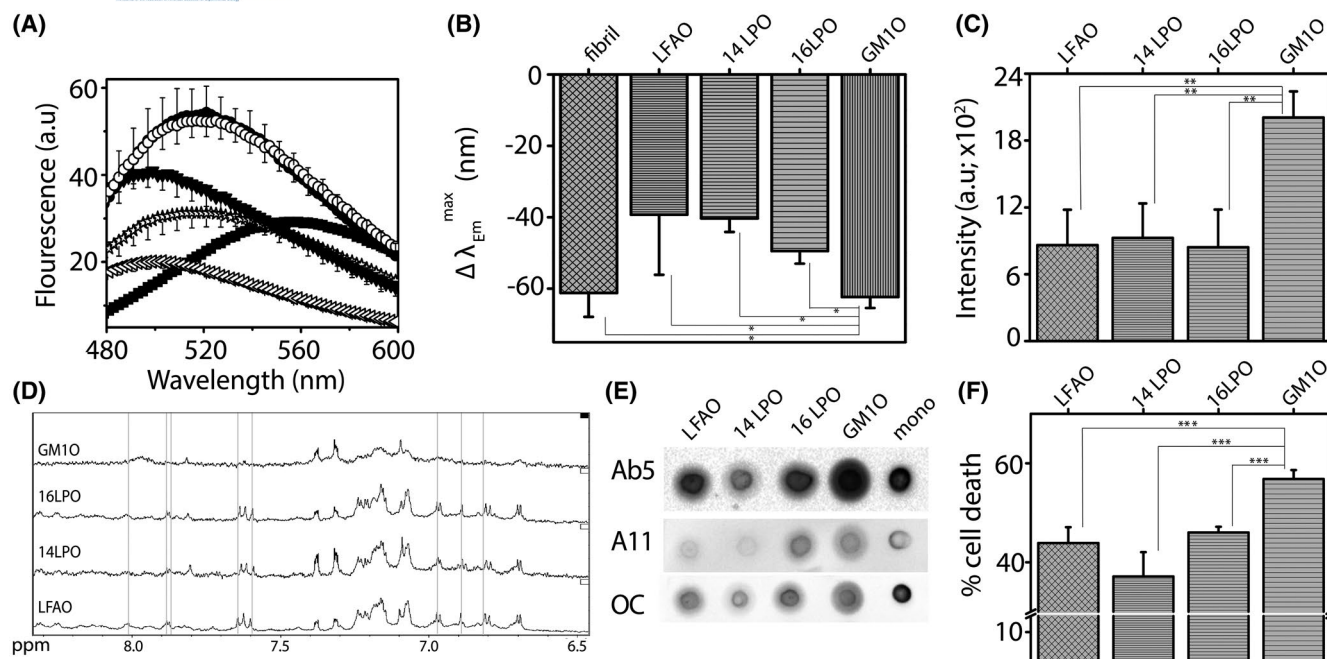 (A)
Flourescence (a.u)
60
40
20
480 520 560 600
Wavelength (nm)
(B)
fibril LFAO 14 LPO 16LPO GM1O
Δ λEm max (nm)
0
-20
-40
-60
*
*
*
*
(C)
LFAO 14 LPO 16LPO GM1O
Intensity (a.u; x10²)
24
18
12
6
0
**
**
**
(D)
GM1O
16LPO
14LPO
LFAO
ppm 8.0 7.5 7.0 6.5
(E)
LFAO 14 LPO 16 LPO GM1O mono
Ab5
A11
OC
(F)
LFAO 14 LPO 16LPO GM1O
% cell death
60
40
10
***
***
***